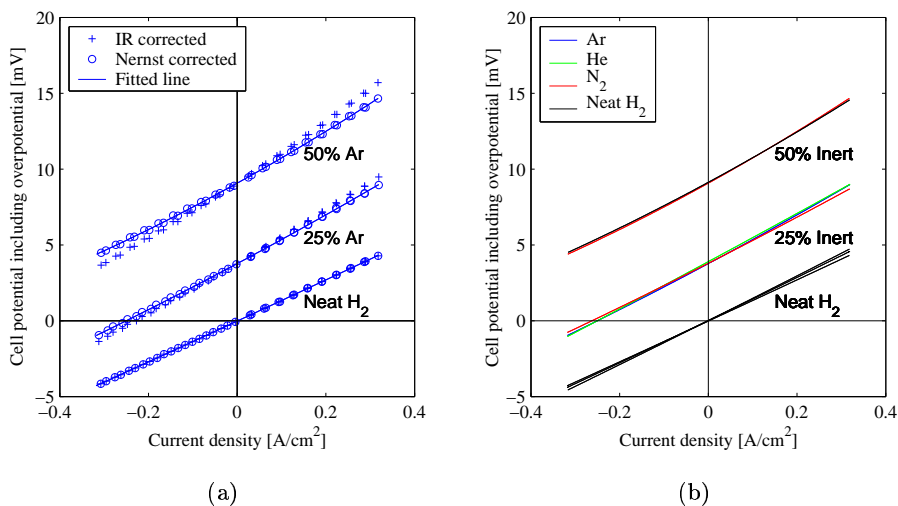 20
15
10
5
0
−5
−0.4
−0.2
0
0.2
0.4
Cell potential including overpotential [mV]
Current density [A/cm²]
IR corrected
Nernst corrected
Fitted line
50% Ar
25% Ar
Neat H₂
(a)
20
15
10
5
0
−5
−0.4
−0.2
0
0.2
0.4
Cell potential including overpotential [mV]
Current density [A/cm²]
Ar
He
N₂
Neat H₂
50% Inert
25% Inert
Neat H₂
(b)